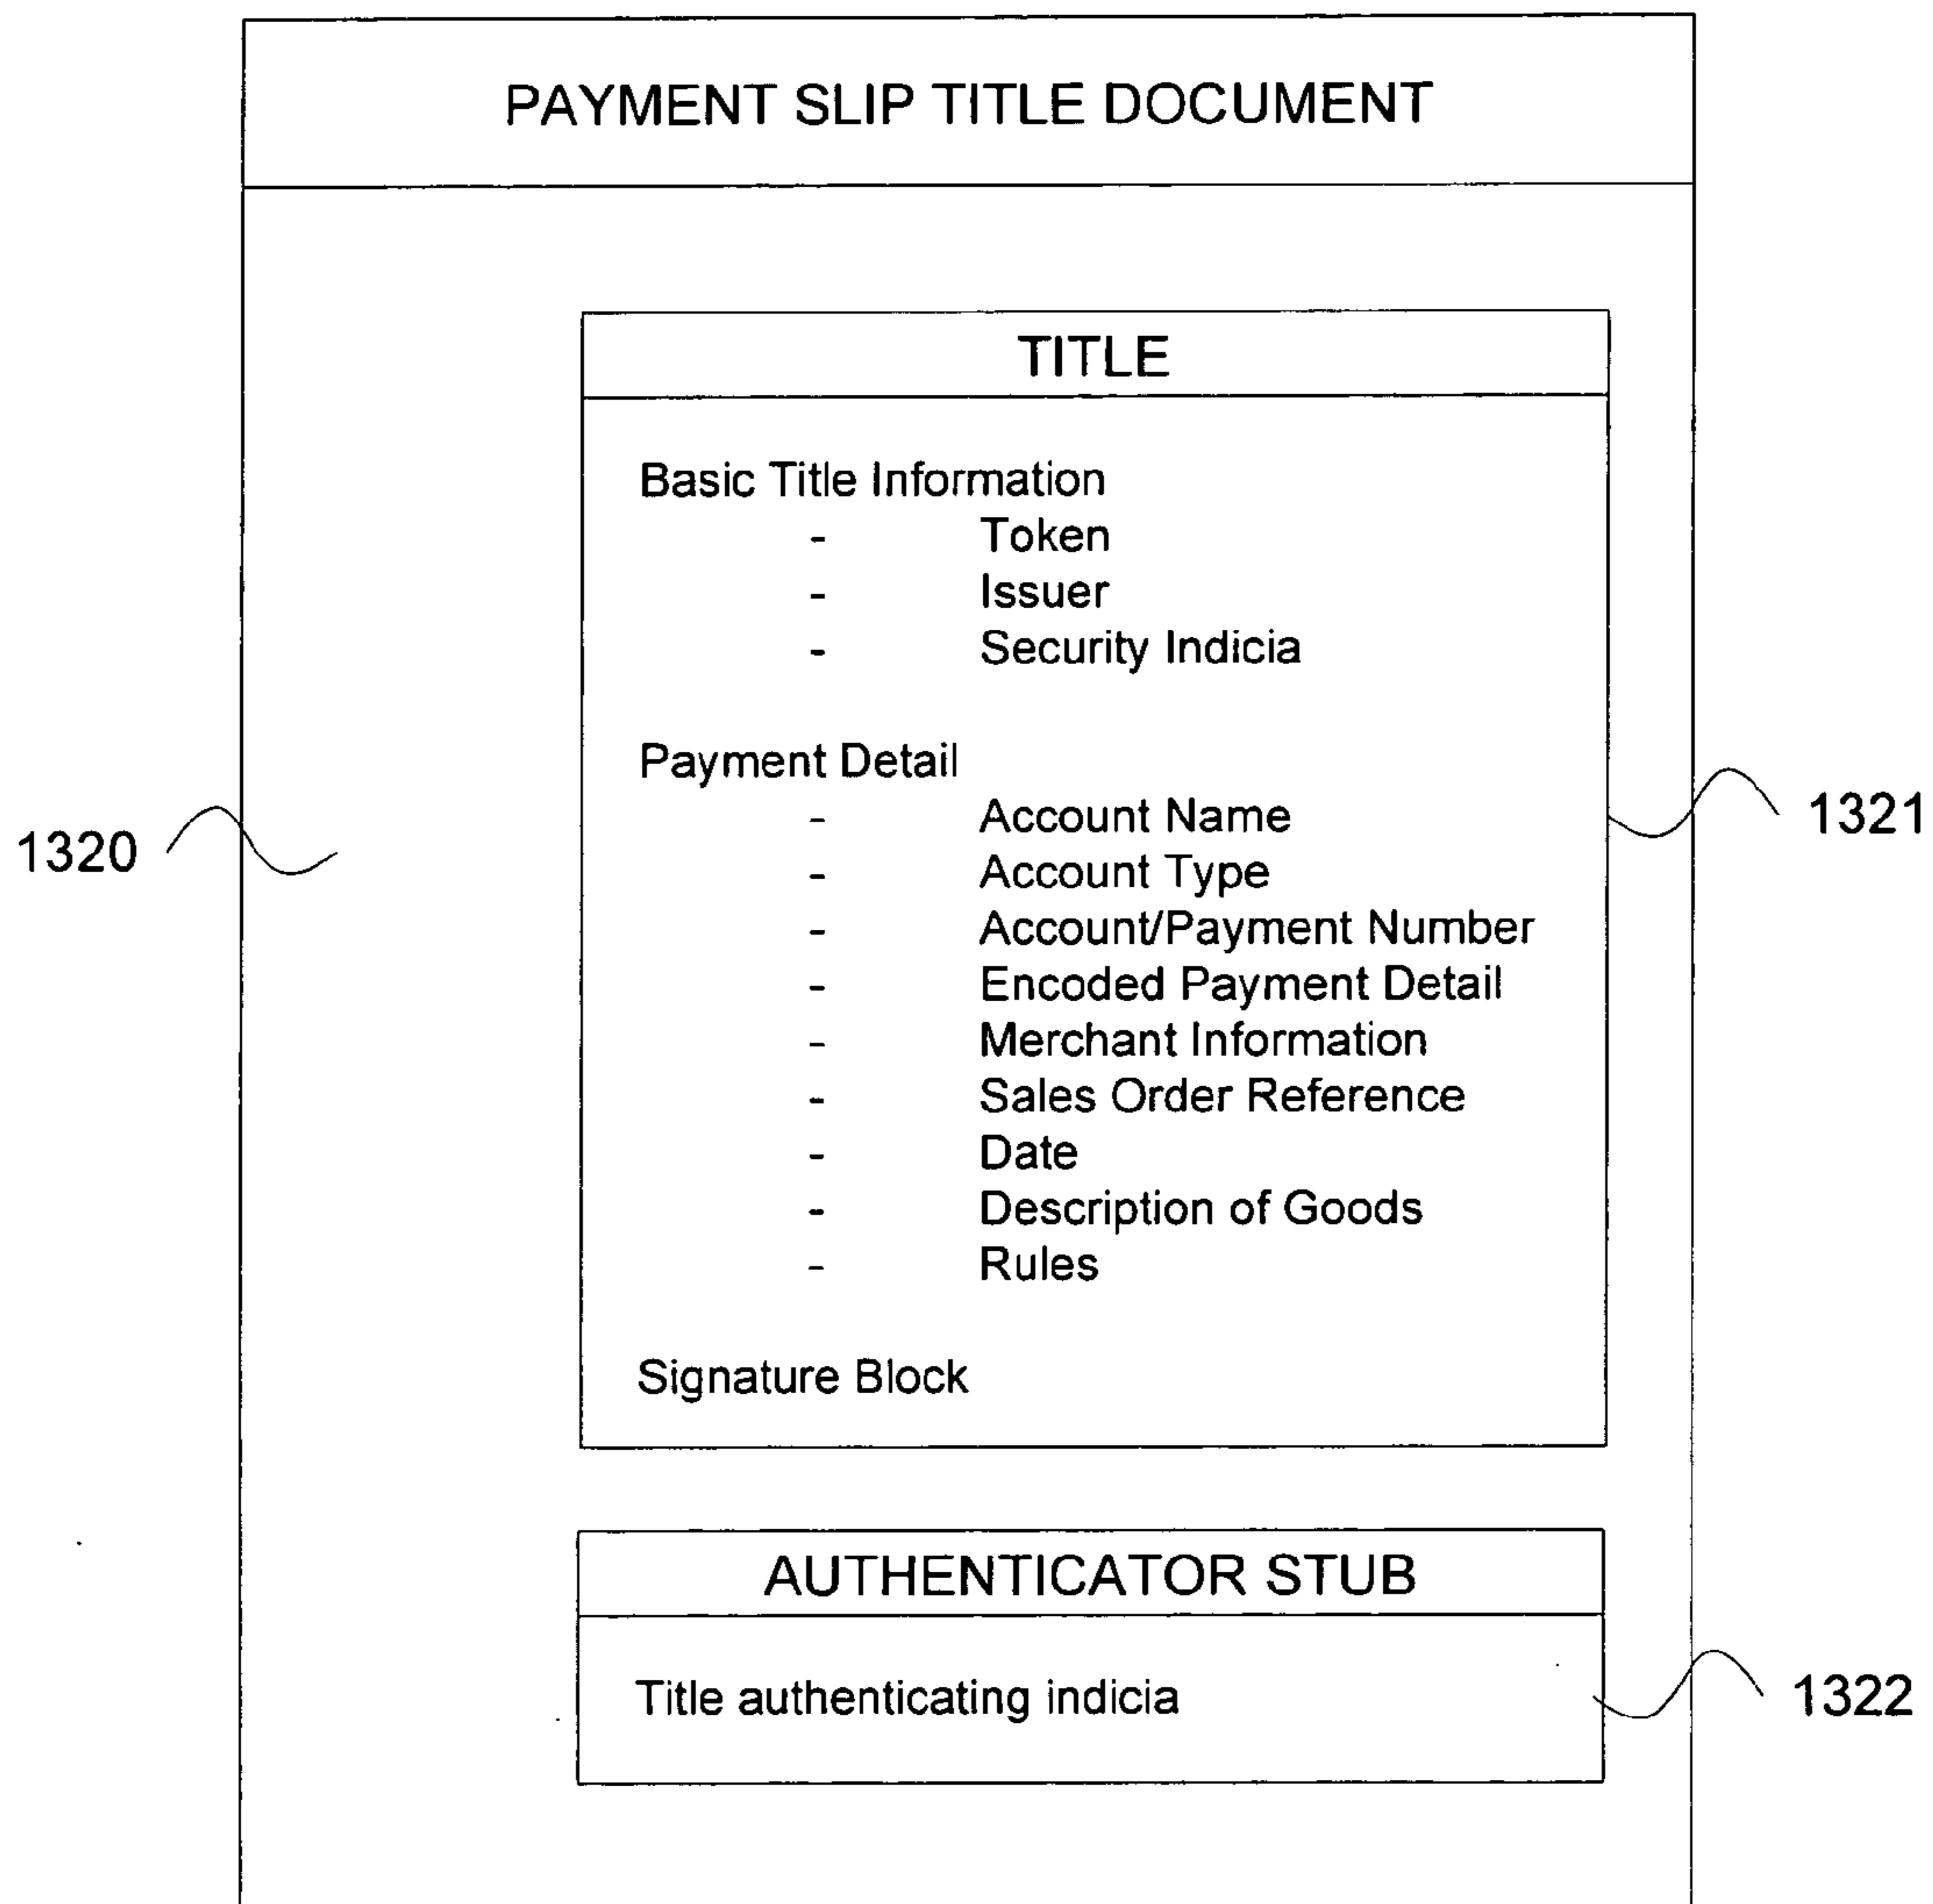 PAYMENT SLIP TITLE DOCUMENT
TITLE
Basic Title Information
- Token
- Issuer
- Security Indicia
Payment Detail
- Account Name
- Account Type
- Account/Payment Number
- Encoded Payment Detail
- Merchant Information
- Sales Order Reference
- Date
- Description of Goods
- Rules
Signature Block
1320
1321
AUTHENTICATOR STUB
Title authenticating indicia
1322